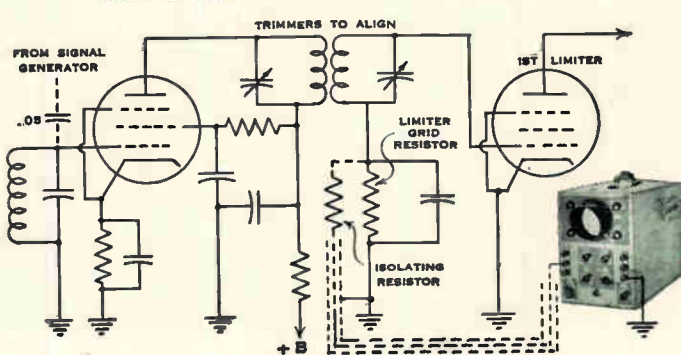 TRIMMERS TO ALIGN
FROM SIGNAL
GENERATOR
.05
1ST LIMITER
LIMITER
GRID
RESISTOR
ISOLATING
RESISTOR
+ B